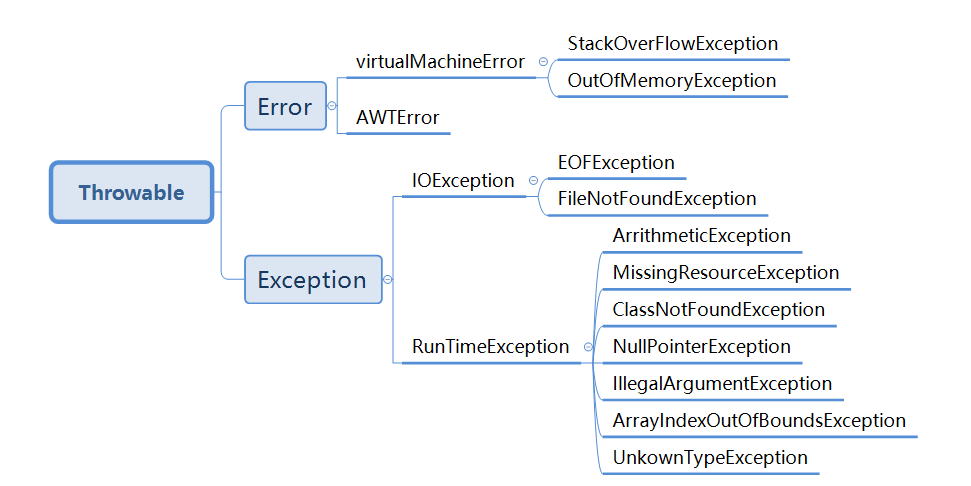 Throwable
Error
virtualMachineError
StackOverFlowException
OutOfMemoryException
AWTError
Exception
IOException
EOFException
FileNotFoundException
RunTimeException
ArrithmeticException
MissingResourceException
ClassNotFoundException
NullPointerException
IllegalArgumentException
ArrayIndexOutOfBoundsException
UnkownTypeException